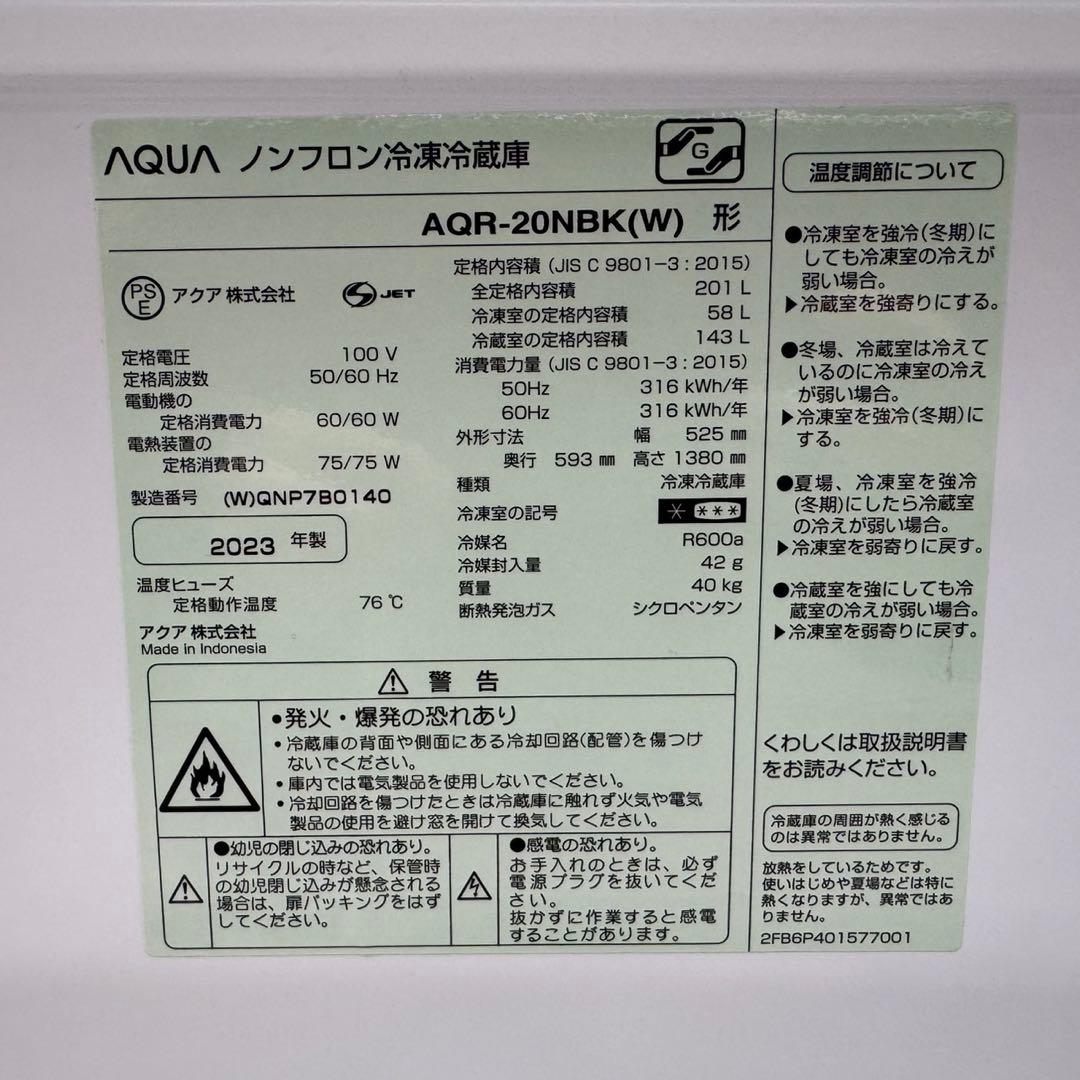 AQUA ノンフロン冷凍冷蔵庫
G
AQR-20NBK(W) 形
PS
E
アクア 株式会社
JET
定格電圧 100 V
定格周波数 50/60 Hz
電動機の
定格消費電力 60/60 W
電熱装置の
定格消費電力 75/75 W
製造番号 (W)QNP7B0140
2023 年製
温度ヒューズ
定格動作温度 76 ℃
アクア 株式会社
Made in Indonesia
定格内容積 (JIS C 9801-3:2015)
全定格内容積 201 L
冷凍室の定格内容積 58 L
冷蔵室の定格内容積 143 L
消費電力量 (JIS C 9801-3:2015)
50Hz 316 kWh/年
60Hz 316 kWh/年
外形寸法 幅 525 ㎜
奥行 593 ㎜ 高さ 1380 ㎜
種類 冷凍冷蔵庫
冷凍室の記号 * ***
冷媒名 R600a
冷媒封入量 42 g
質量 40 kg
断熱発泡ガス シクロペンタン
警 告
●発火・爆発の恐れあり
・冷蔵庫の背面や側面にある冷却回路(配管)を傷つけ
ないでください。
・庫内では電気製品を使用しないでください。
・冷却回路を傷つけたときは冷蔵庫に触れず火気や電気
製品の使用を避け窓を開けて換気してください。
●幼児の閉じ込みの恐れあり。
リサイクルの時など、保管時
の幼児閉じ込みが懸念される
場合は、扉パッキングをはず
してください。
●感電の恐れあり。
お手入れのときは、必ず
電源プラグを抜いてくだ
さい。
抜かずに作業すると感電
することがあります。
温度調節について
●冷凍室を強冷(冬期)に
しても冷凍室の冷えが
弱い場合。
▶冷蔵室を強寄りにする。
●冬場、冷蔵室は冷えて
いるのに冷凍室の冷え
が弱い場合。
▶冷凍室を強冷(冬期)に
する。
●夏場、冷凍室を強冷
(冬期)にしたら冷蔵室
の冷えが弱い場合。
▶冷凍室を弱寄りに戻す。
●冷蔵室を強にしても冷
蔵室の冷えが弱い場合。
▶冷凍室を弱寄りに戻す。
くわしくは取扱説明書
をお読みください。
冷蔵庫の周囲が熱く感じる
のは異常ではありません。
放熱をしているためです。
使いはじめや夏場などは特に
熱くなりますが、異常ではあ
りません。
2FB6P401577001